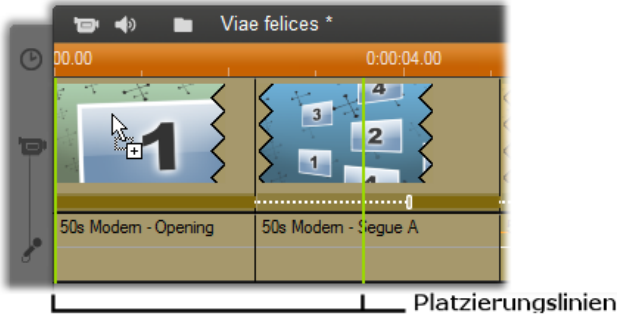 Viae felices *
00.00 0:00:04.00
1
3 4 2 1
50s Modern - Opening 50s Modern - Segue A
Platzierungslinien